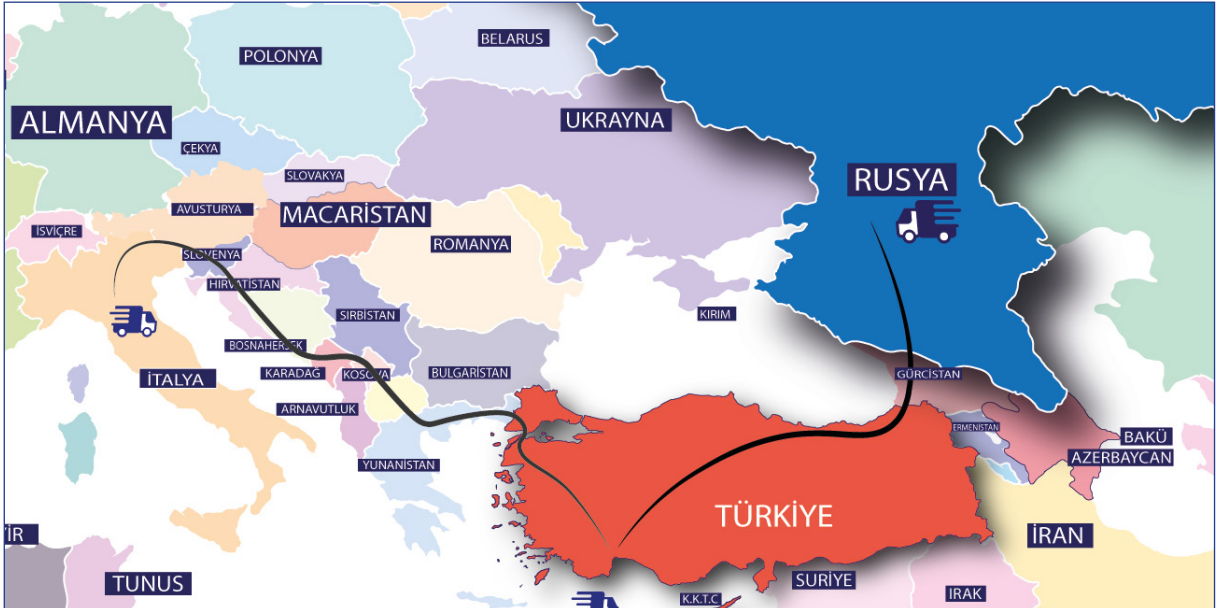 BELARUS
POLONYA
ALMANYA
UKRAYNA
ÇEKYA
SLOVAKYA
RUSYA
AVUSTURYA
MACARİSTAN
İSVİÇRE
ROMANYA
SLOVENYA
HIRVATİSTAN
KIRIM
SIRBİSTAN
BOSNAHERSEK
KARADAĞ
KOSOVA
BULGARİSTAN
GÜRCİSTAN
İTALYA
ARNAVUTLUK
ERMENİSTAN
BAKÜ
AZERBAYCAN
YUNANİSTAN
TÜRKİYE
İRAN
TUNUS
SURİYE
IRAK
K.K.T.C